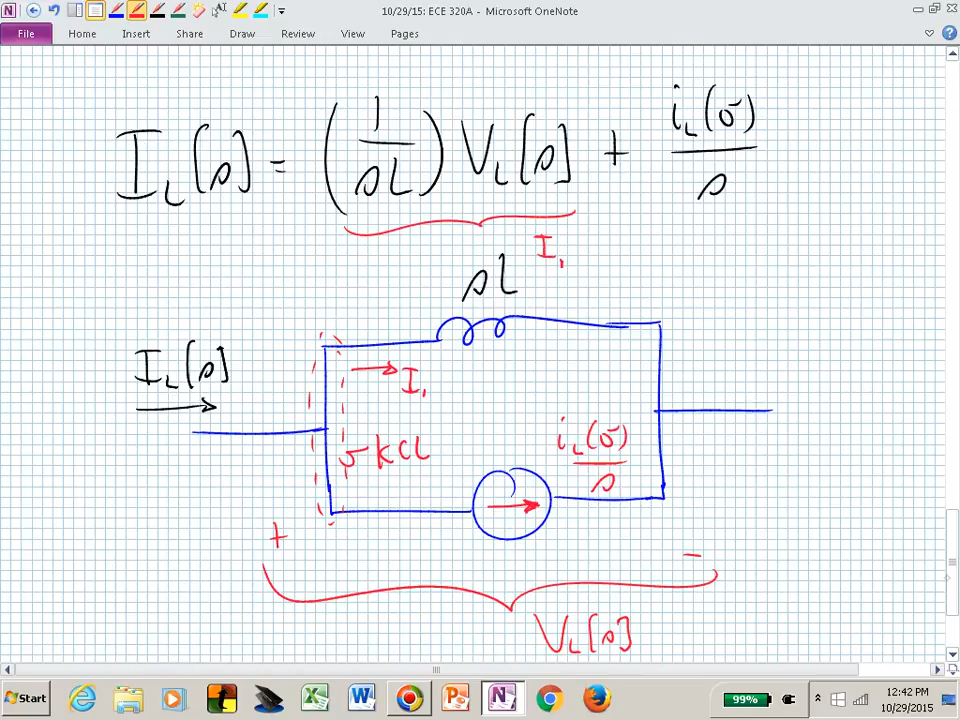 10/29/15: ECE 320A - Microsoft OneNote
File Home Insert Share Draw Review View Pages
I_L[s] = (1/sL) V_L[s] + i_L(0⁻)/s
I₁
sL
I_L[s]
I₁
KCL
i_L(0⁻)/s
+ −
V_L[s]
Start
99%
12:42 PM
10/29/2015